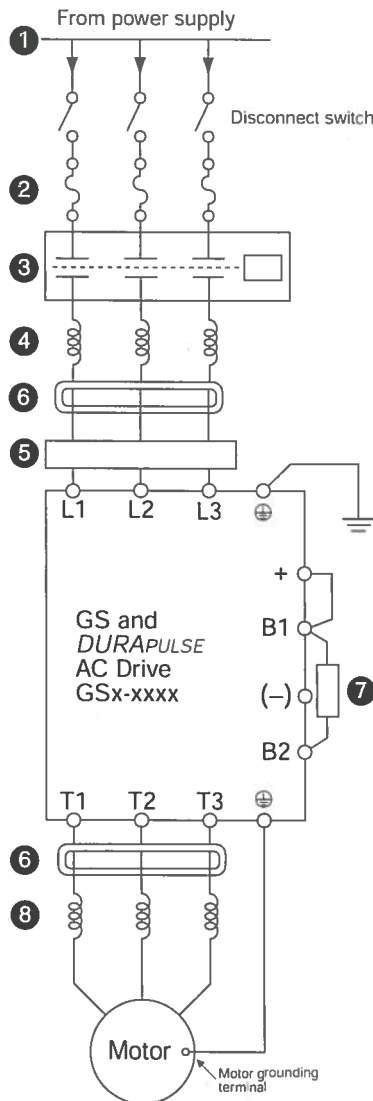 From power supply
1
Disconnect switch
2
3
4
6
5
L1 L2 L3
+
GS and
DURAPULSE
AC Drive
GSx-xxxx
B1
(–)
7
B2
T1 T2 T3
6
8
Motor
Motor grounding
terminal